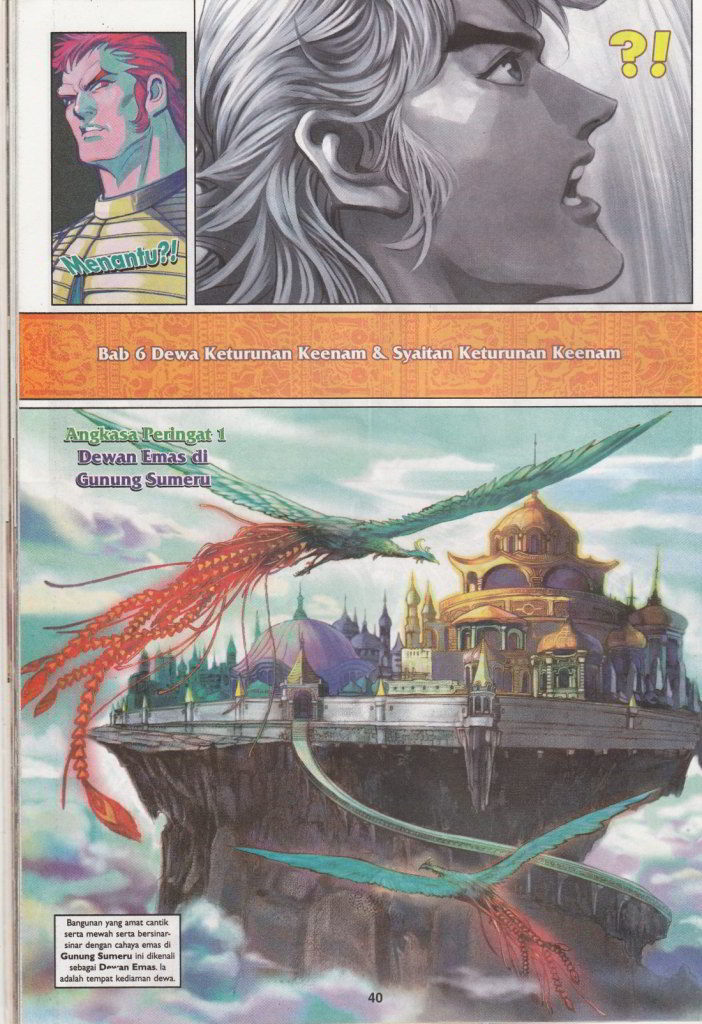 ?!
Menantu?!
Bab 6 Dewa Keturunan Keenam & Syaitan Keturunan Keenam
Angkasa Peringat 1
Dewan Emas di
Gunung Sumeru
Bangunan yang amat cantik
serta mewah serta bersinar-
sinar dengan cahaya emas di
Gunung Sumeru ini dikenali
sebagai Dewan Emas. Ia
adalah tempat kediaman dewa.
40